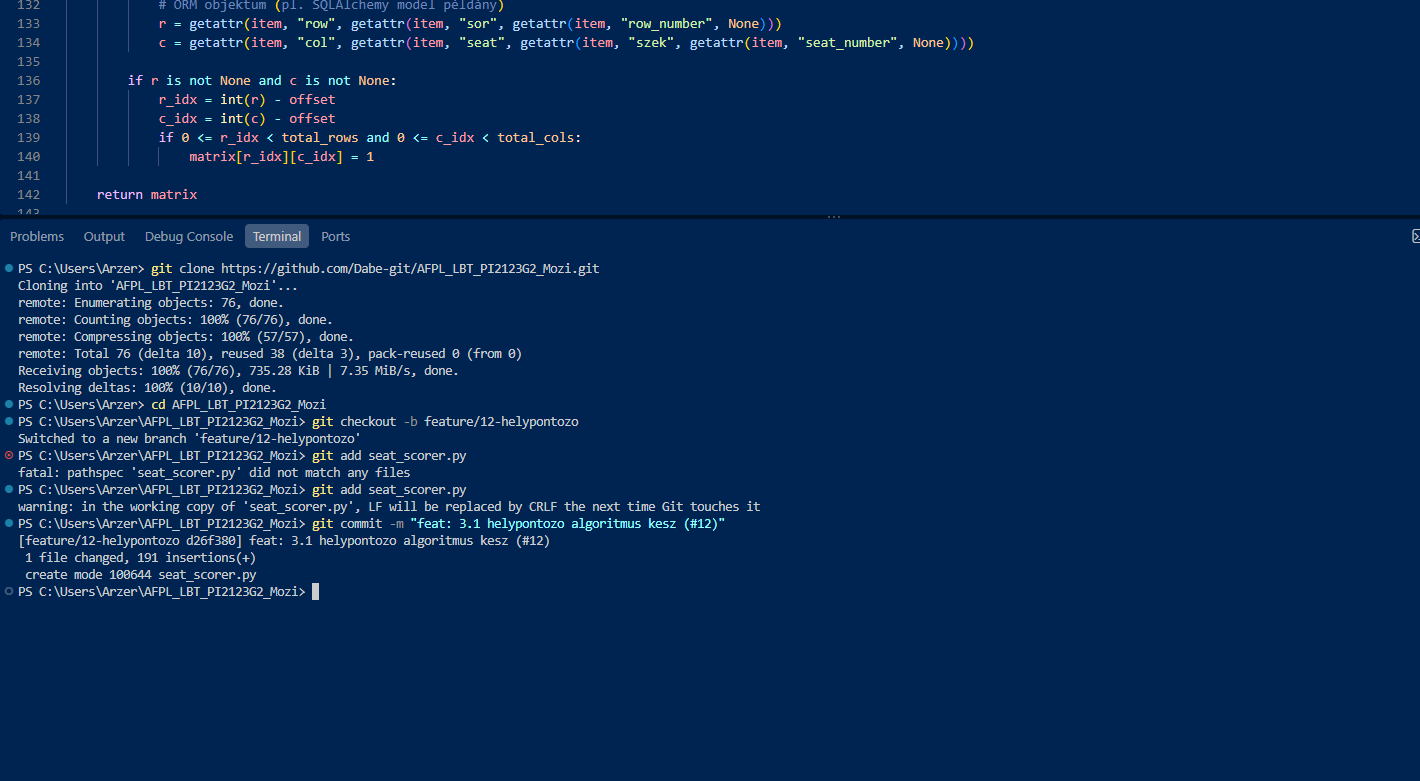 132 # ORM objektum (pl. SQLAlchemy model példány)
133 r = getattr(item, "row", getattr(item, "sor", getattr(item, "row_number", None)))
134 c = getattr(item, "col", getattr(item, "seat", getattr(item, "szek", getattr(item, "seat_number", None))))
135
136 if r is not None and c is not None:
137 r_idx = int(r) - offset
138 c_idx = int(c) - offset
139 if 0 <= r_idx < total_rows and 0 <= c_idx < total_cols:
140 matrix[r_idx][c_idx] = 1
141
142 return matrix
143
Problems Output Debug Console Terminal Ports
PS C:\Users\Arzer> git clone https://github.com/Dabe-git/AFPL_LBT_PI2123G2_Mozi.git
Cloning into 'AFPL_LBT_PI2123G2_Mozi'...
remote: Enumerating objects: 76, done.
remote: Counting objects: 100% (76/76), done.
remote: Compressing objects: 100% (57/57), done.
remote: Total 76 (delta 10), reused 38 (delta 3), pack-reused 0 (from 0)
Receiving objects: 100% (76/76), 735.28 KiB | 7.35 MiB/s, done.
Resolving deltas: 100% (10/10), done.
PS C:\Users\Arzer> cd AFPL_LBT_PI2123G2_Mozi
PS C:\Users\Arzer\AFPL_LBT_PI2123G2_Mozi> git checkout -b feature/12-helypontozo
Switched to a new branch 'feature/12-helypontozo'
PS C:\Users\Arzer\AFPL_LBT_PI2123G2_Mozi> git add seat_scorer.py
fatal: pathspec 'seat_scorer.py' did not match any files
PS C:\Users\Arzer\AFPL_LBT_PI2123G2_Mozi> git add seat_scorer.py
warning: in the working copy of 'seat_scorer.py', LF will be replaced by CRLF the next time Git touches it
PS C:\Users\Arzer\AFPL_LBT_PI2123G2_Mozi> git commit -m "feat: 3.1 helypontozo algoritmus kesz (#12)"
[feature/12-helypontozo d26f380] feat: 3.1 helypontozo algoritmus kesz (#12)
1 file changed, 191 insertions(+)
create mode 100644 seat_scorer.py
PS C:\Users\Arzer\AFPL_LBT_PI2123G2_Mozi>